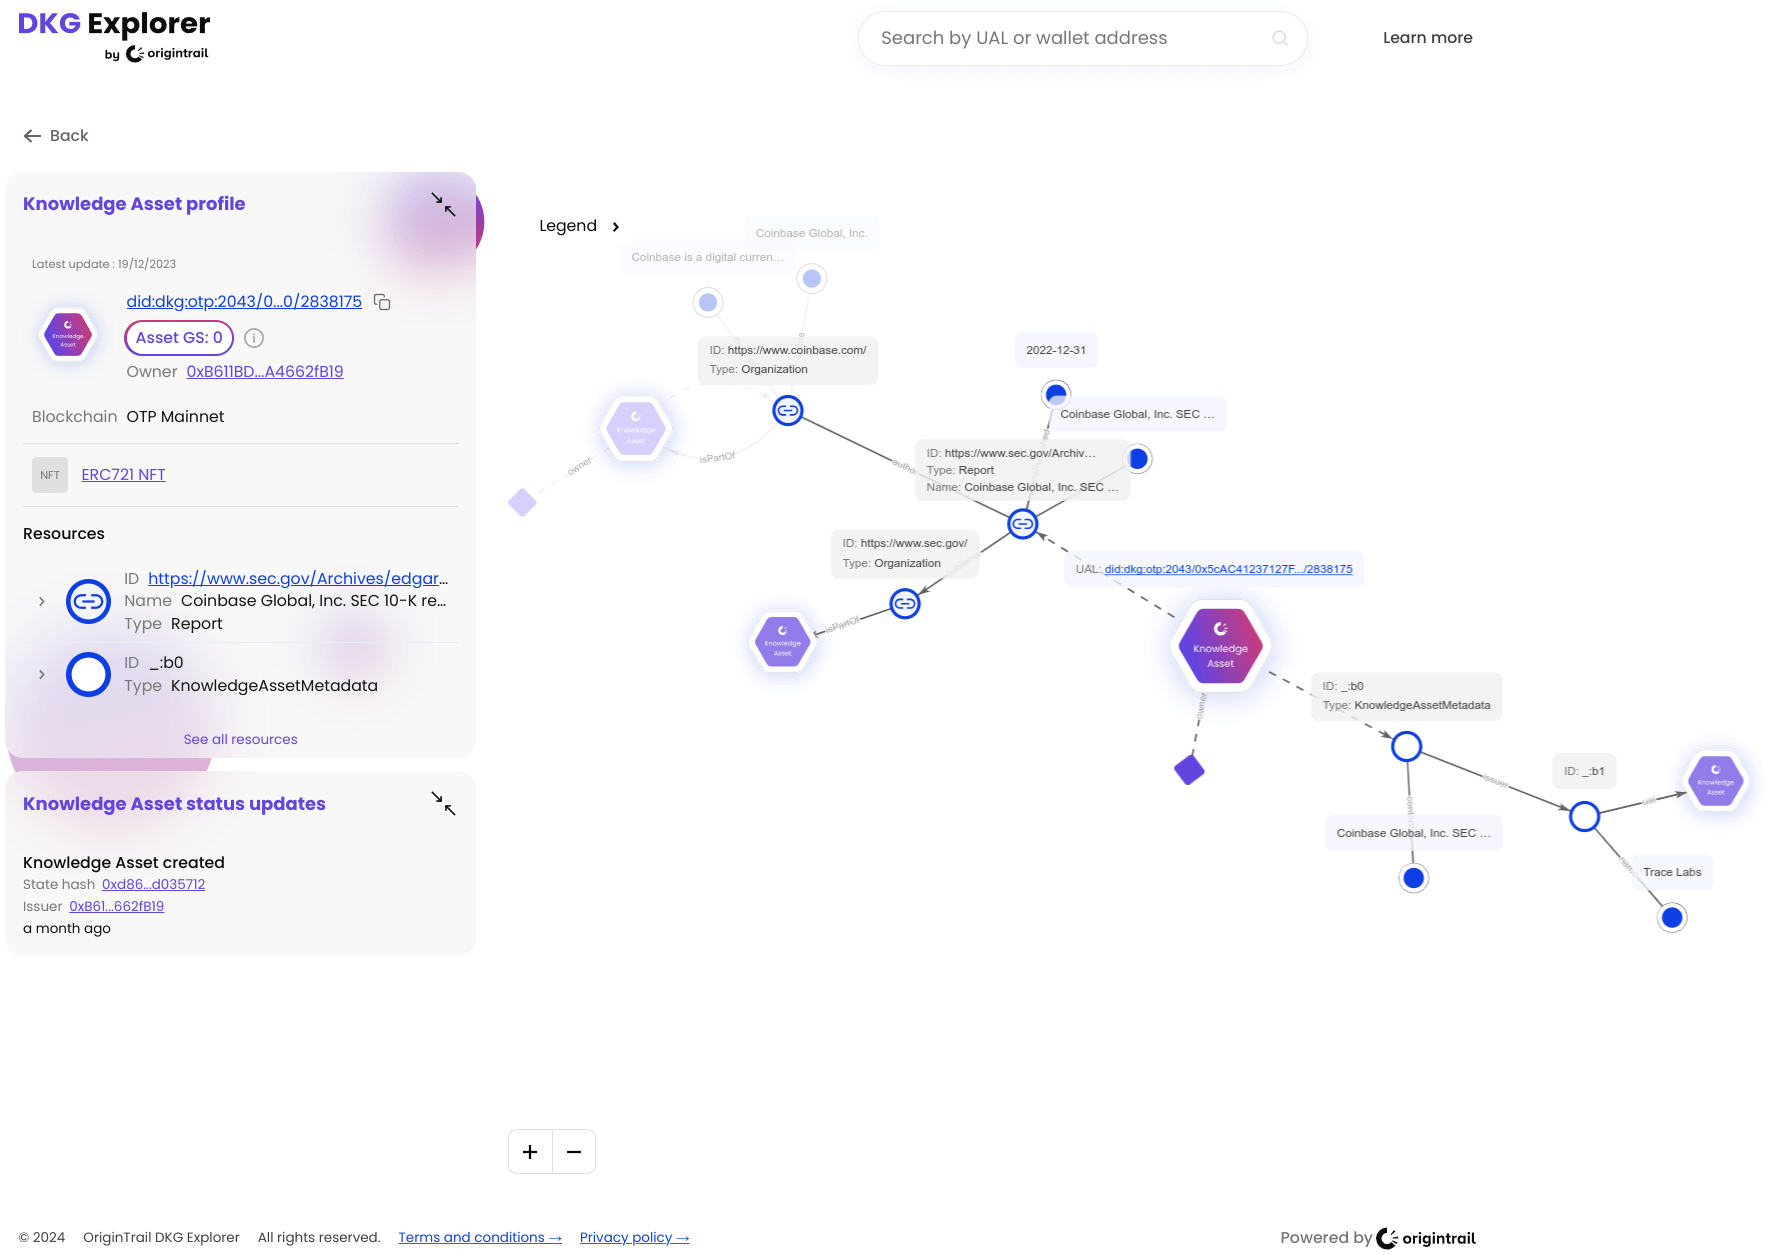 DKG Explorer
by origintrail
Search by UAL or wallet address
Learn more
Back
Knowledge Asset profile
Latest update : 19/12/2023
did:dkg:otp:2043/0...0/2838175
Knowledge
Asset
Asset GS: 0
i
Owner 0xB611BD...A4662fB19
Blockchain OTP Mainnet
NFT ERC721 NFT
Resources
ID https://www.sec.gov/Archives/edgar...
Name Coinbase Global, Inc. SEC 10-K re...
Type Report
ID _:b0
Type KnowledgeAssetMetadata
See all resources
Knowledge Asset status updates
Knowledge Asset created
State hash 0xd86...d035712
Issuer 0xB61...662fB19
a month ago
Legend
Coinbase Global, Inc.
Coinbase is a digital curren...
ID: https://www.coinbase.com/
Type: Organization
2022-12-31
Coinbase Global, Inc. SEC ...
Knowledge
Asset
isPartOf
owner
ID: https://www.sec.gov/Archiv...
Type: Report
Name: Coinbase Global, Inc. SEC ...
ID: https://www.sec.gov/
Type: Organization
UAL: did:dkg:otp:2043/0x5cAC41237127F.../2838175
isPartOf
Knowledge
Asset
Knowledge
Asset
owner
ID: _:b0
Type: KnowledgeAssetMetadata
issuer
ID: _:b1
ual
Knowledge
Asset
Coinbase Global, Inc. SEC ...
Trace Labs
© 2024 OriginTrail DKG Explorer All rights reserved. Terms and conditions → Privacy policy →
Powered by origintrail